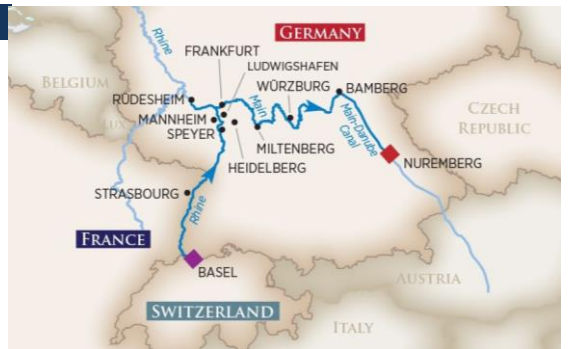 Rhine
FRANKFURT
GERMANY
BELGIUM
LUDWIGSHAFEN
WÜRZBURG
BAMBERG
RÜDESHEIM
Main
LUX.
MANNHEIM
SPEYER
CZECH
REPUBLIC
MILTENBERG
Main-Danube
Canal
HEIDELBERG
NUREMBERG
STRASBOURG
Rhine
FRANCE
BASEL
AUSTRIA
SWITZERLAND
ITALY